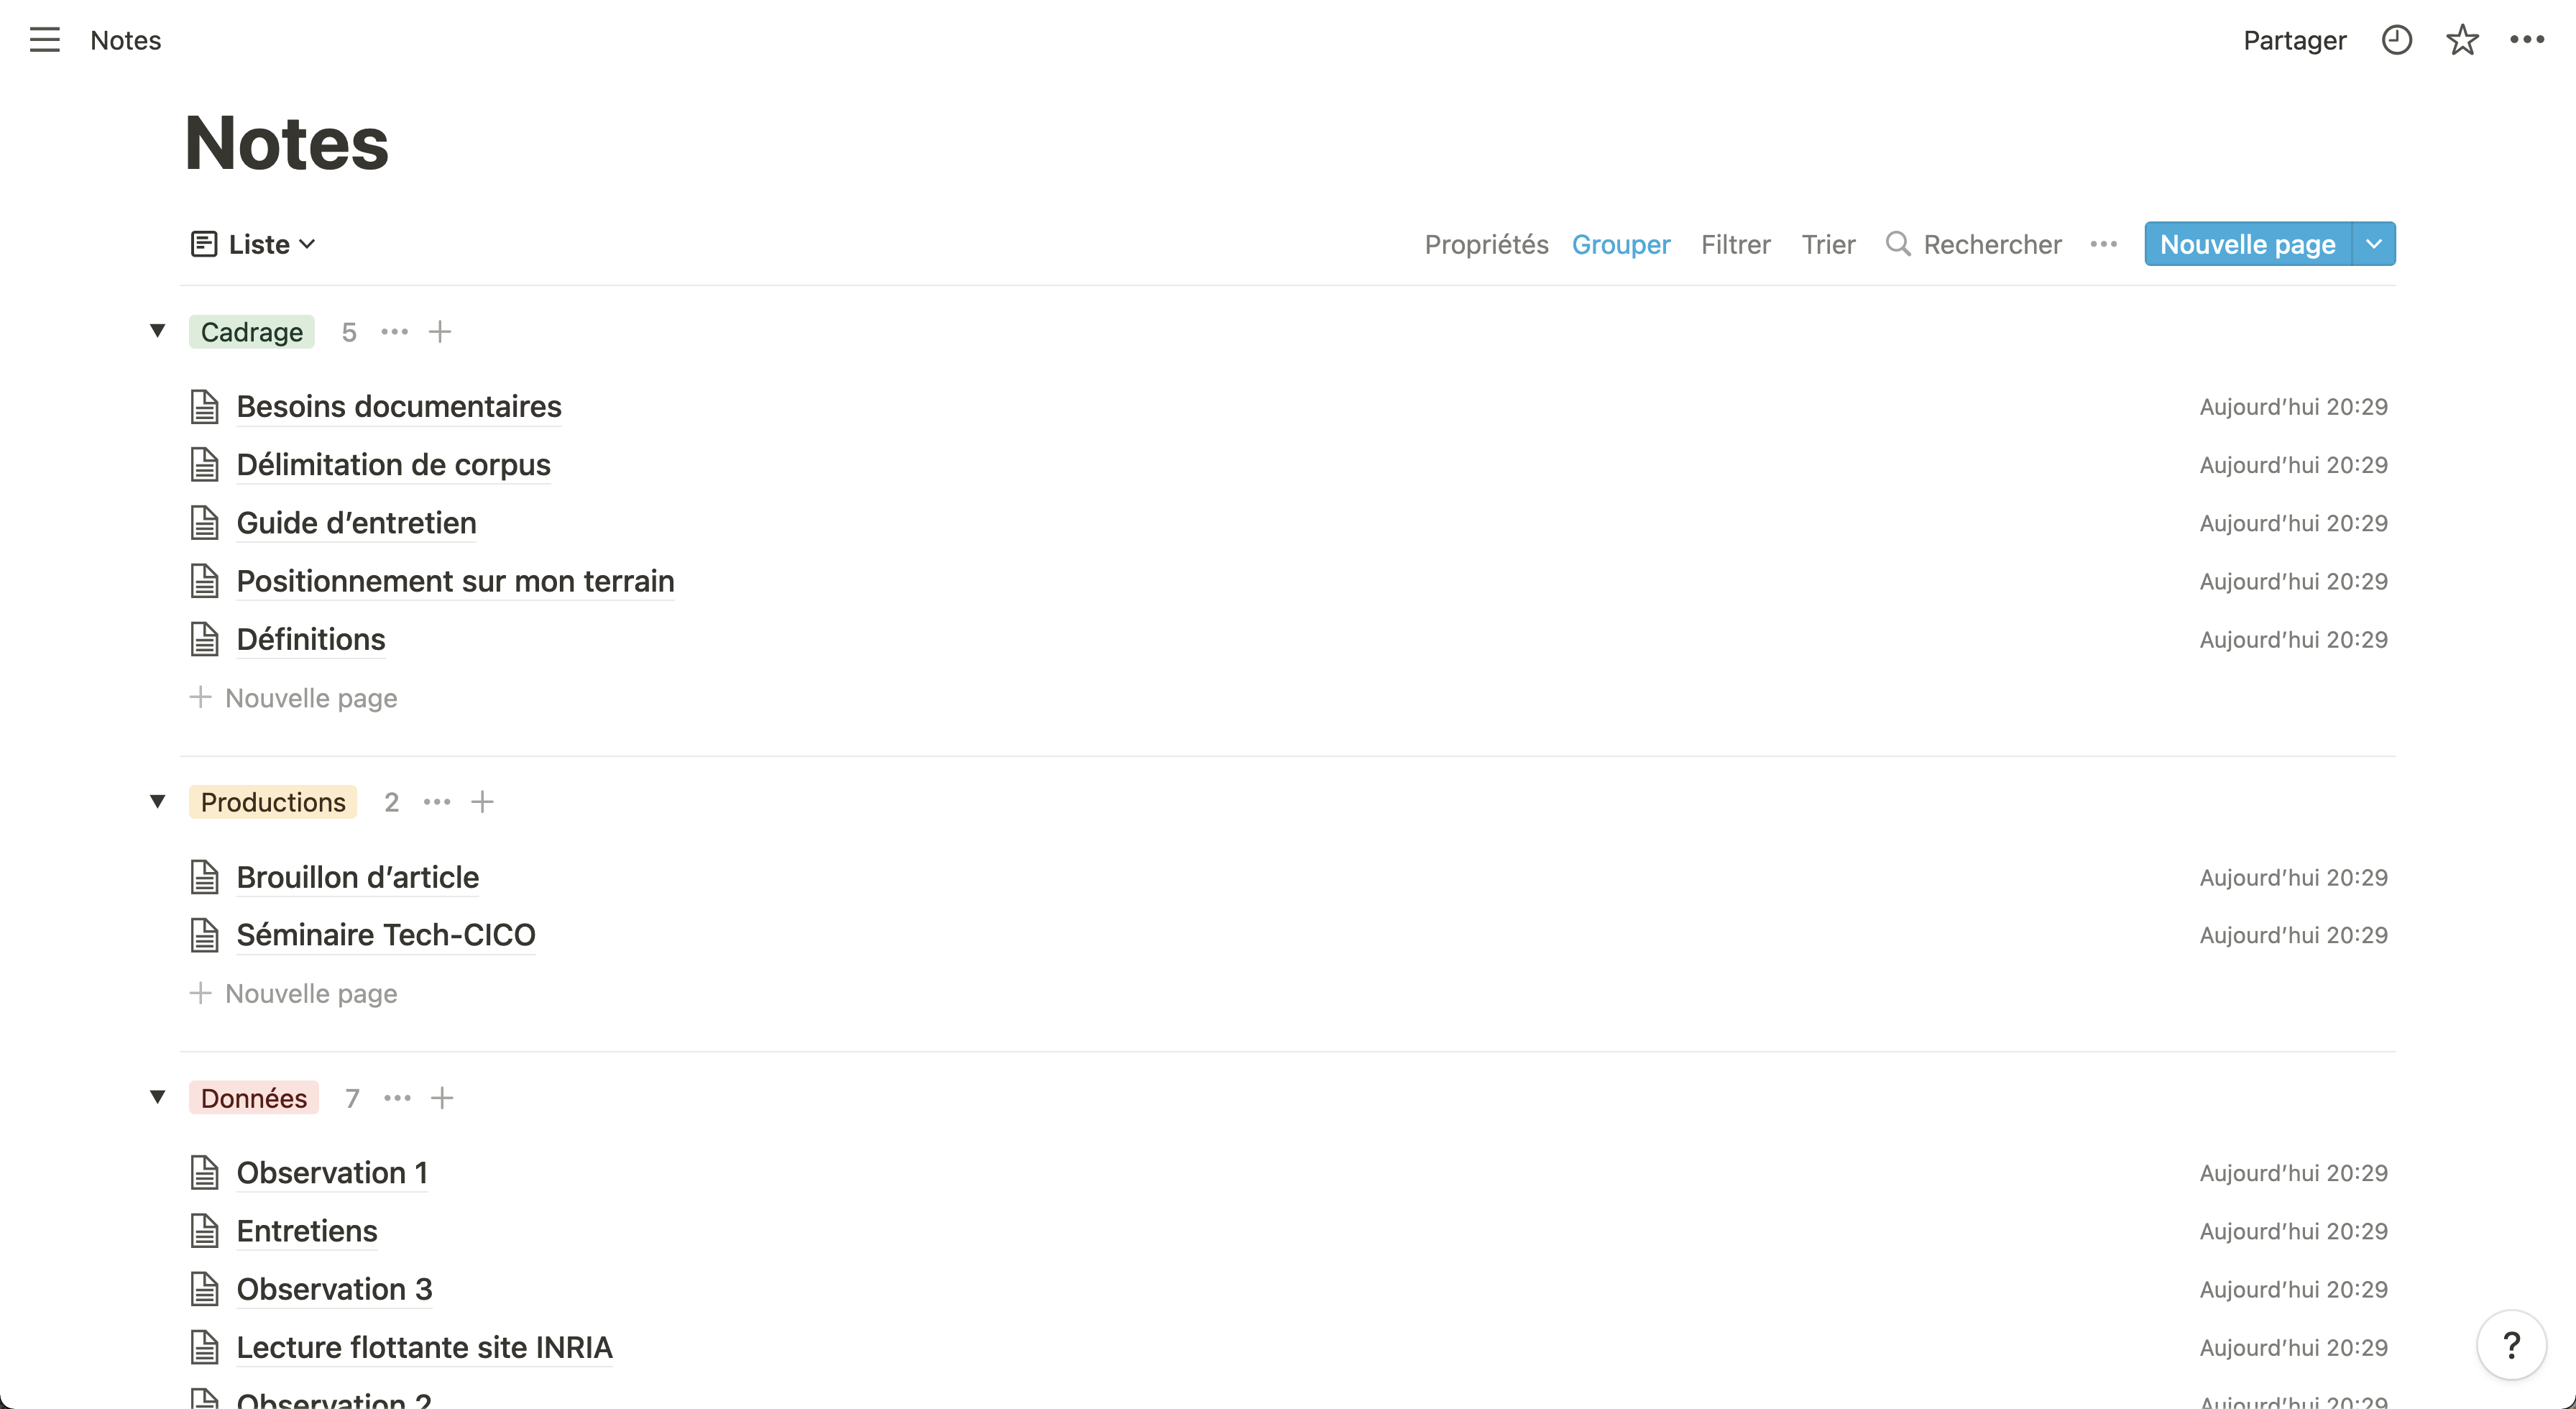 Notes
Partager
Notes
Liste
Propriétés Grouper Filtrer Trier Rechercher Nouvelle page
Cadrage 5
Besoins documentaires Aujourd’hui 20:29
Délimitation de corpus Aujourd’hui 20:29
Guide d’entretien Aujourd’hui 20:29
Positionnement sur mon terrain Aujourd’hui 20:29
Définitions Aujourd’hui 20:29
Nouvelle page
Productions 2
Brouillon d’article Aujourd’hui 20:29
Séminaire Tech-CICO Aujourd’hui 20:29
Nouvelle page
Données 7
Observation 1 Aujourd’hui 20:29
Entretiens Aujourd’hui 20:29
Observation 3 Aujourd’hui 20:29
Lecture flottante site INRIA Aujourd’hui 20:29
?
Observation 2 Aujourd’hui 20:29